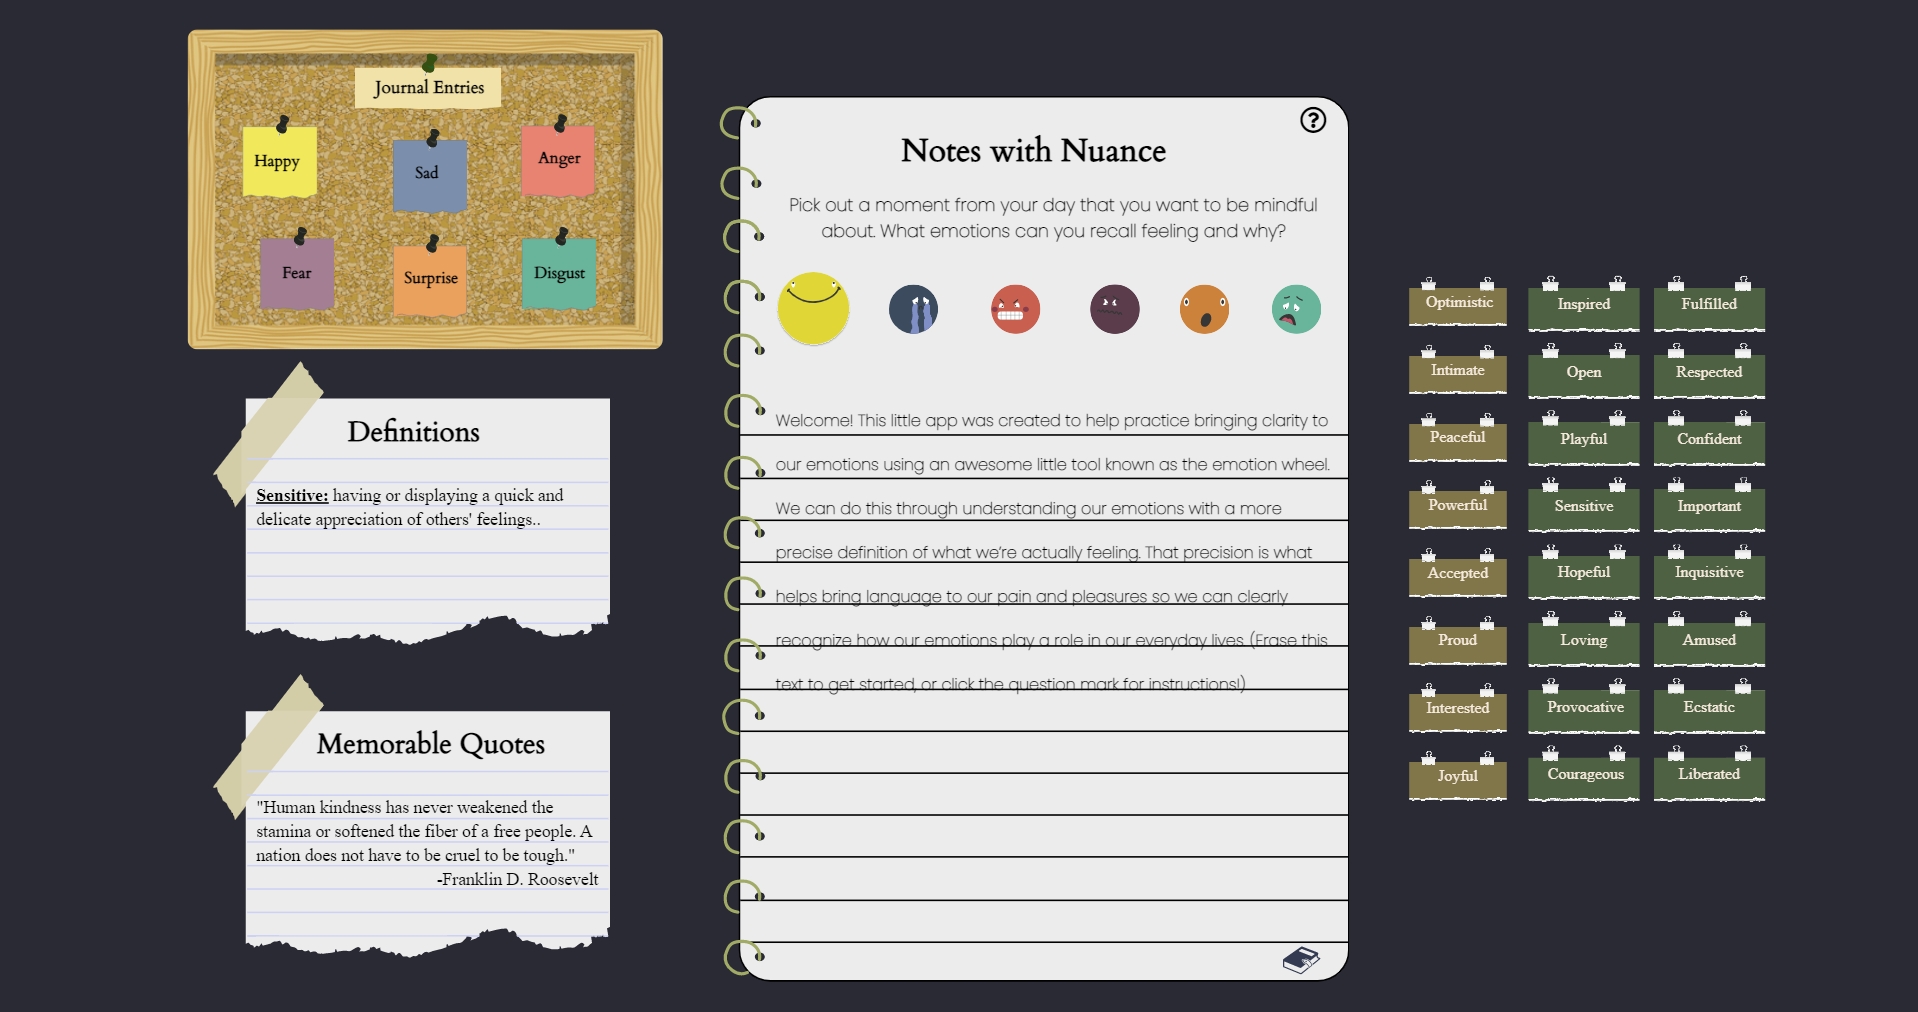 Journal Entries
Happy
Sad
Anger
Fear
Surprise
Disgust
Definitions
Sensitive: having or displaying a quick and
delicate appreciation of others' feelings..
Memorable Quotes
"Human kindness has never weakened the
stamina or softened the fiber of a free people. A
nation does not have to be cruel to be tough."
-Franklin D. Roosevelt
?
Notes with Nuance
Pick out a moment from your day that you want to be mindful
about. What emotions can you recall feeling and why?
Welcome! This little app was created to help practice bringing clarity to
our emotions using an awesome little tool known as the emotion wheel.
We can do this through understanding our emotions with a more
precise definition of what we're actually feeling. That precision is what
helps bring language to our pain and pleasures so we can clearly
recognize how our emotions play a role in our everyday lives. (Erase this
text to get started, or click the question mark for instructions!)
Optimistic Inspired Fulfilled
Intimate Open Respected
Peaceful Playful Confident
Powerful Sensitive Important
Accepted Hopeful Inquisitive
Proud Loving Amused
Interested Provocative Ecstatic
Joyful Courageous Liberated